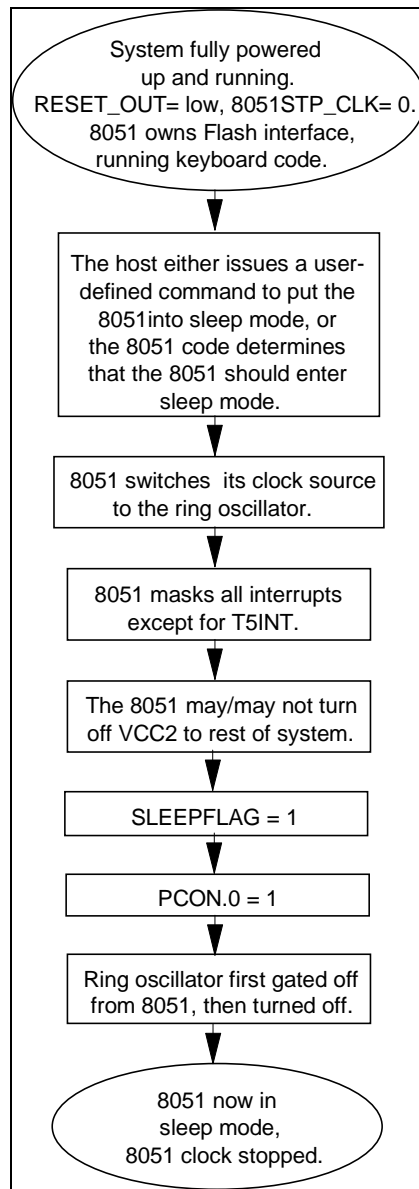 System fully powered
up and running.
RESET_OUT= low, 8051STP_CLK= 0.
8051 owns Flash interface,
running keyboard code.
The host either issues a user-
defined command to put the
8051into sleep mode, or
the 8051 code determines
that the 8051 should enter
sleep mode.
8051 switches its clock source
to the ring oscillator.
8051 masks all interrupts
except for T5INT.
The 8051 may/may not turn
off VCC2 to rest of system.
SLEEPFLAG = 1
PCON.0 = 1
Ring oscillator first gated off
from 8051, then turned off.
8051 now in
sleep mode,
8051 clock stopped.